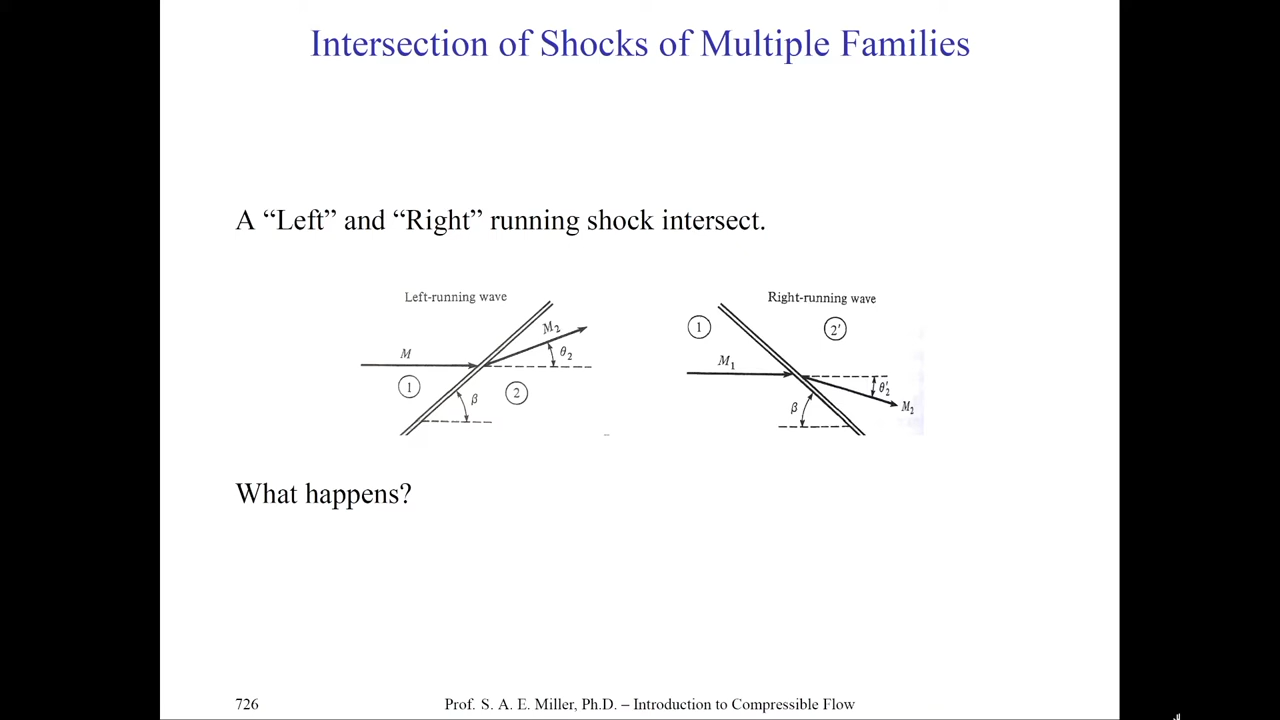 Intersection of Shocks of Multiple Families
A “Left” and “Right” running shock intersect.
Left-running wave
M₂
θ₂
M
1
2
β
Right-running wave
1
2′
M₁
θ′₂
M₂
β
What happens?
726
Prof. S. A. E. Miller, Ph.D. – Introduction to Compressible Flow